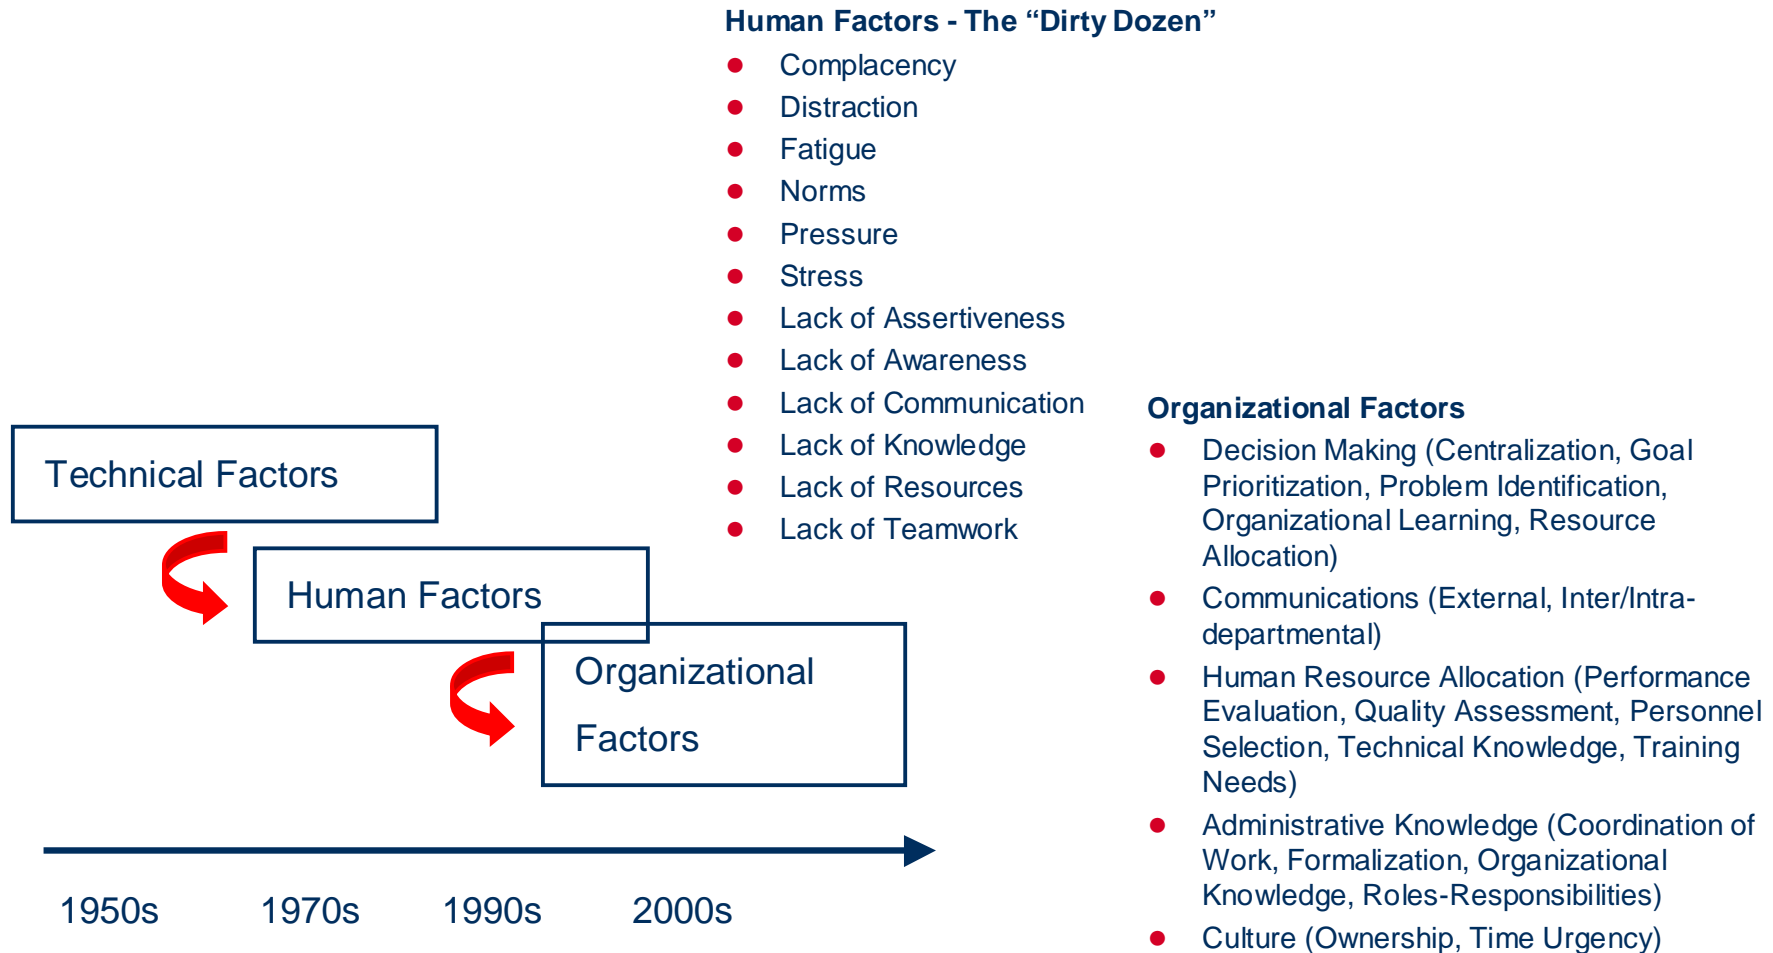 Human Factors - The “Dirty Dozen”
● Complacency
● Distraction
● Fatigue
● Norms
● Pressure
● Stress
● Lack of Assertiveness
● Lack of Awareness
● Lack of Communication
● Lack of Knowledge
● Lack of Resources
● Lack of Teamwork
Technical Factors
Human Factors
Organizational
Factors
1950s 1970s 1990s 2000s
Organizational Factors
● Decision Making (Centralization, Goal
Prioritization, Problem Identification,
Organizational Learning, Resource
Allocation)
● Communications (External, Inter/Intra-
departmental)
● Human Resource Allocation (Performance
Evaluation, Quality Assessment, Personnel
Selection, Technical Knowledge, Training
Needs)
● Administrative Knowledge (Coordination of
Work, Formalization, Organizational
Knowledge, Roles-Responsibilities)
● Culture (Ownership, Time Urgency)